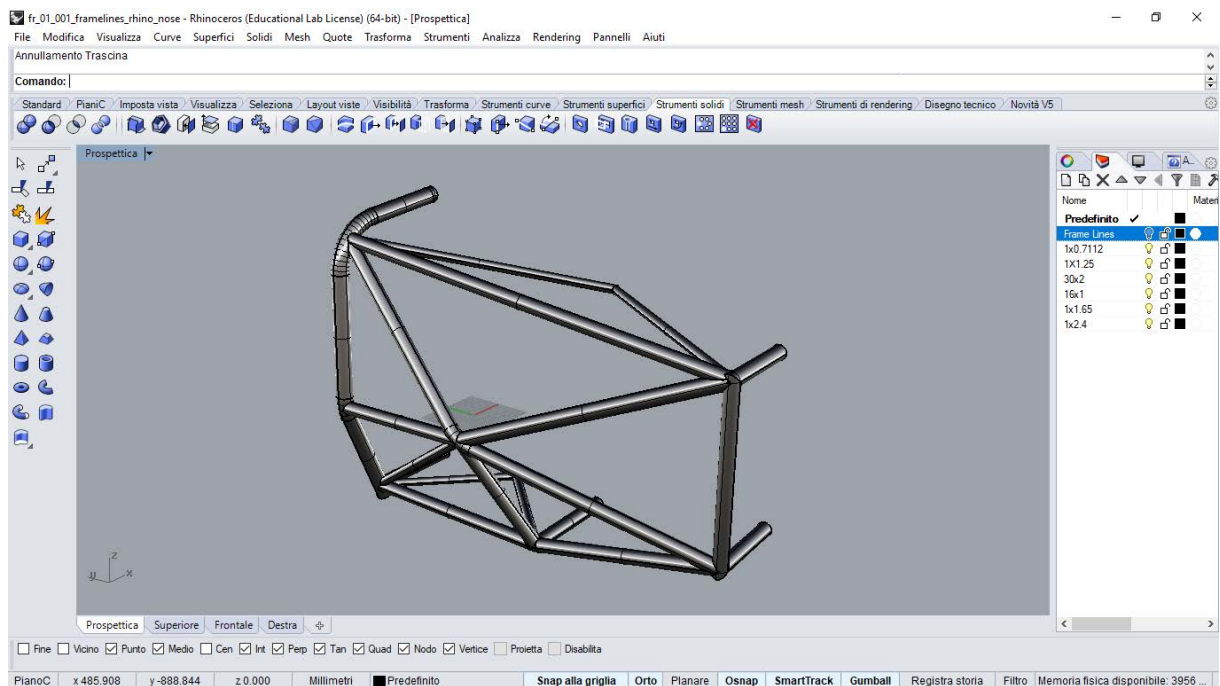 fr_01_001_framelines_rhino_nose - Rhinoceros (Educational Lab License) (64-bit) - [Prospettica]
File Modifica Visualizza Curve Superfici Solidi Mesh Quote Trasforma Strumenti Analizza Rendering Pannelli Aiuti
Annullamento Trascina
Comando:
Standard PianiC Imposta vista Visualizza Seleziona Layout viste Visibilità Trasforma Strumenti curve Strumenti superfici Strumenti solidi Strumenti mesh Strumenti di rendering Disegno tecnico Novità V5
Prospettica
A...
Nome Materi
Predefinito
Frame Lines
1x0.7112
1X1.25
30x2
16x1
1x1.65
1x2.4
z
y x
Prospettica Superiore Frontale Destra
Fine Vicino Punto Medio Cen Int Perp Tan Quad Nodo Vertice Proietta Disabilita
PianoC x 485.908 y -888.844 z 0.000 Millimetri Predefinito Snap alla griglia Orto Planare Osnap SmartTrack Gumball Registra storia Filtro Memoria fisica disponibile: 3956 ...